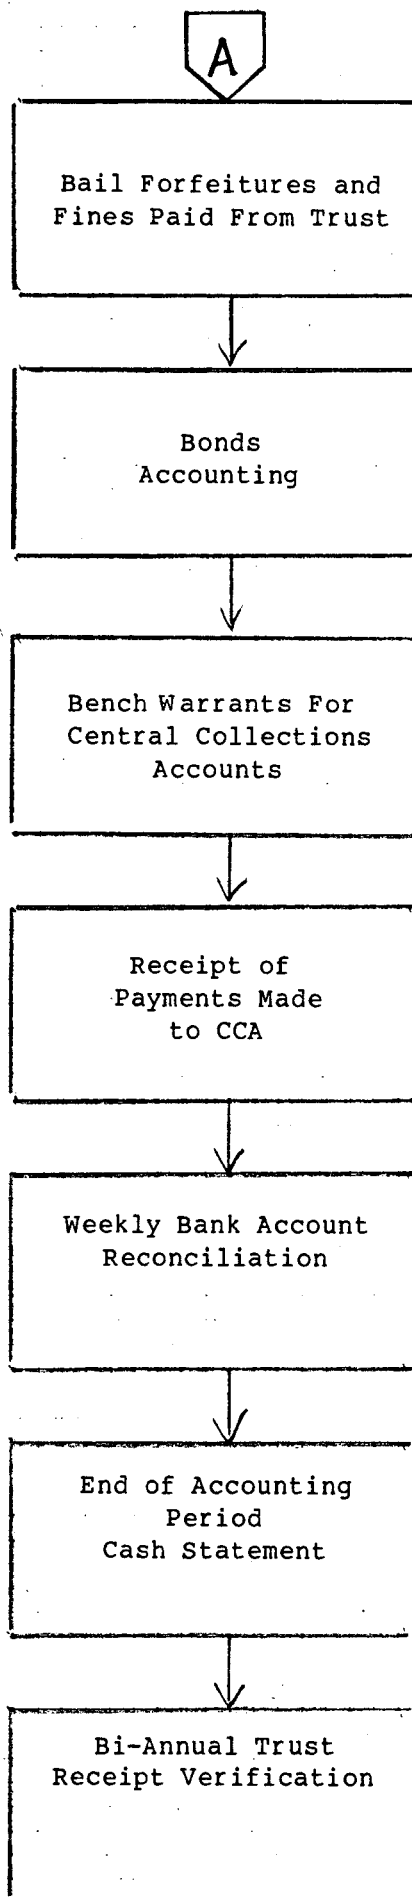 A
Bail Forfeitures and
Fines Paid From Trust
Bonds
Accounting
Bench Warrants For
Central Collections
Accounts
Receipt of
Payments Made
to CCA
Weekly Bank Account
Reconciliation
End of Accounting
Period
Cash Statement
Bi-Annual Trust
Receipt Verification